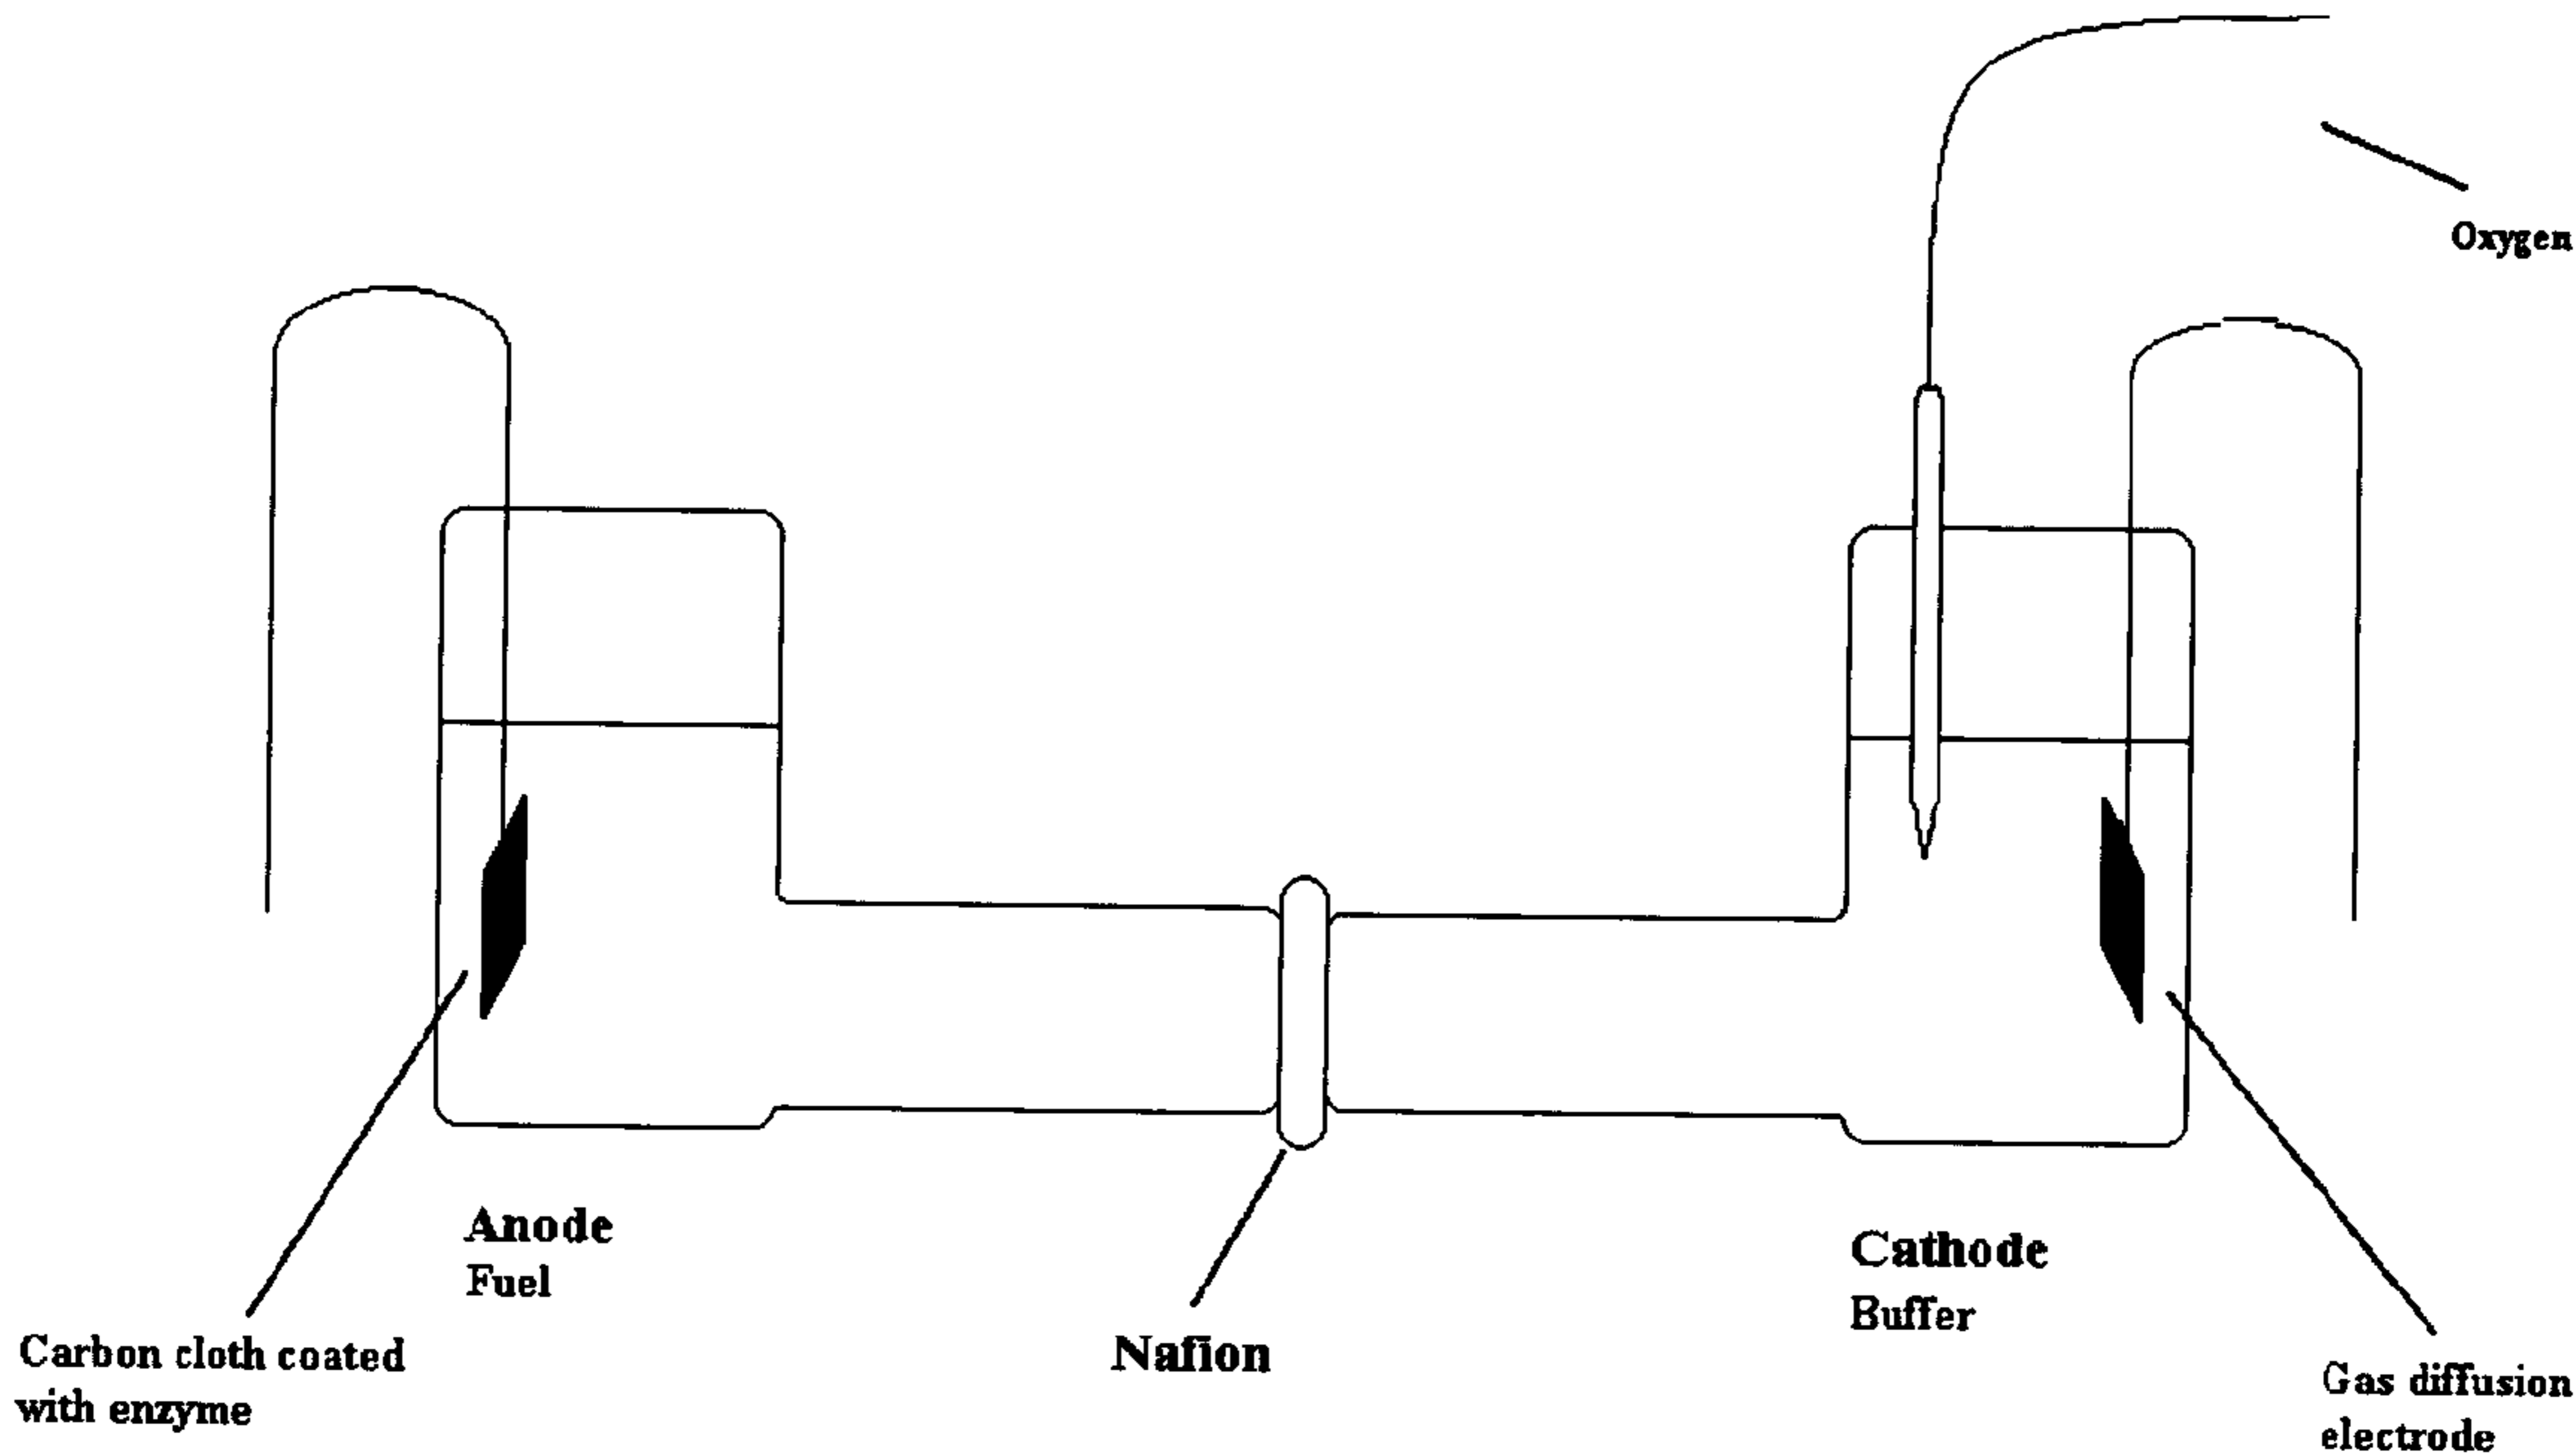 Oxygen
Anode
Fuel
Cathode
Buffer
Carbon cloth coated
with enzyme
Nafion
Gas diffusion
electrode